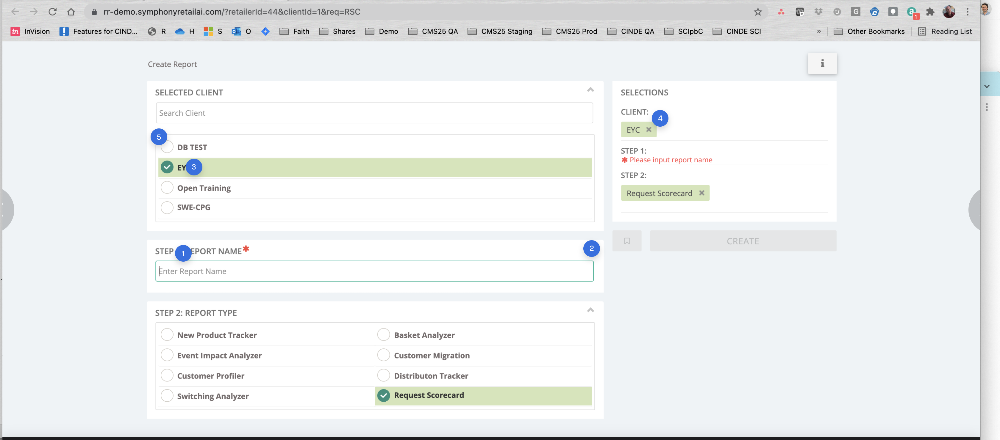 rr-demo.symphonyretailai.com/?retailerId=44&clientId=1&req=RSC
1
InVision
Features for CIND...
R
H
S
O
Faith
Shares
Demo
CMS25 QA
CMS25 Staging
CMS25 Prod
CINDE QA
SCIpbC
CINDE SCI
»
Other Bookmarks
Reading List
Create Report
i
SELECTED CLIENT
Search Client
5
DB TEST
EY
3
Open Training
SWE-CPG
STEP
1
EPORT NAME*
2
Enter Report Name
STEP 2: REPORT TYPE
New Product Tracker
Basket Analyzer
Event Impact Analyzer
Customer Migration
Customer Profiler
Distributon Tracker
Switching Analyzer
Request Scorecard
SELECTIONS
CLIENT:
4
EYC ×
STEP 1:
* Please input report name
STEP 2:
Request Scorecard ×
CREATE